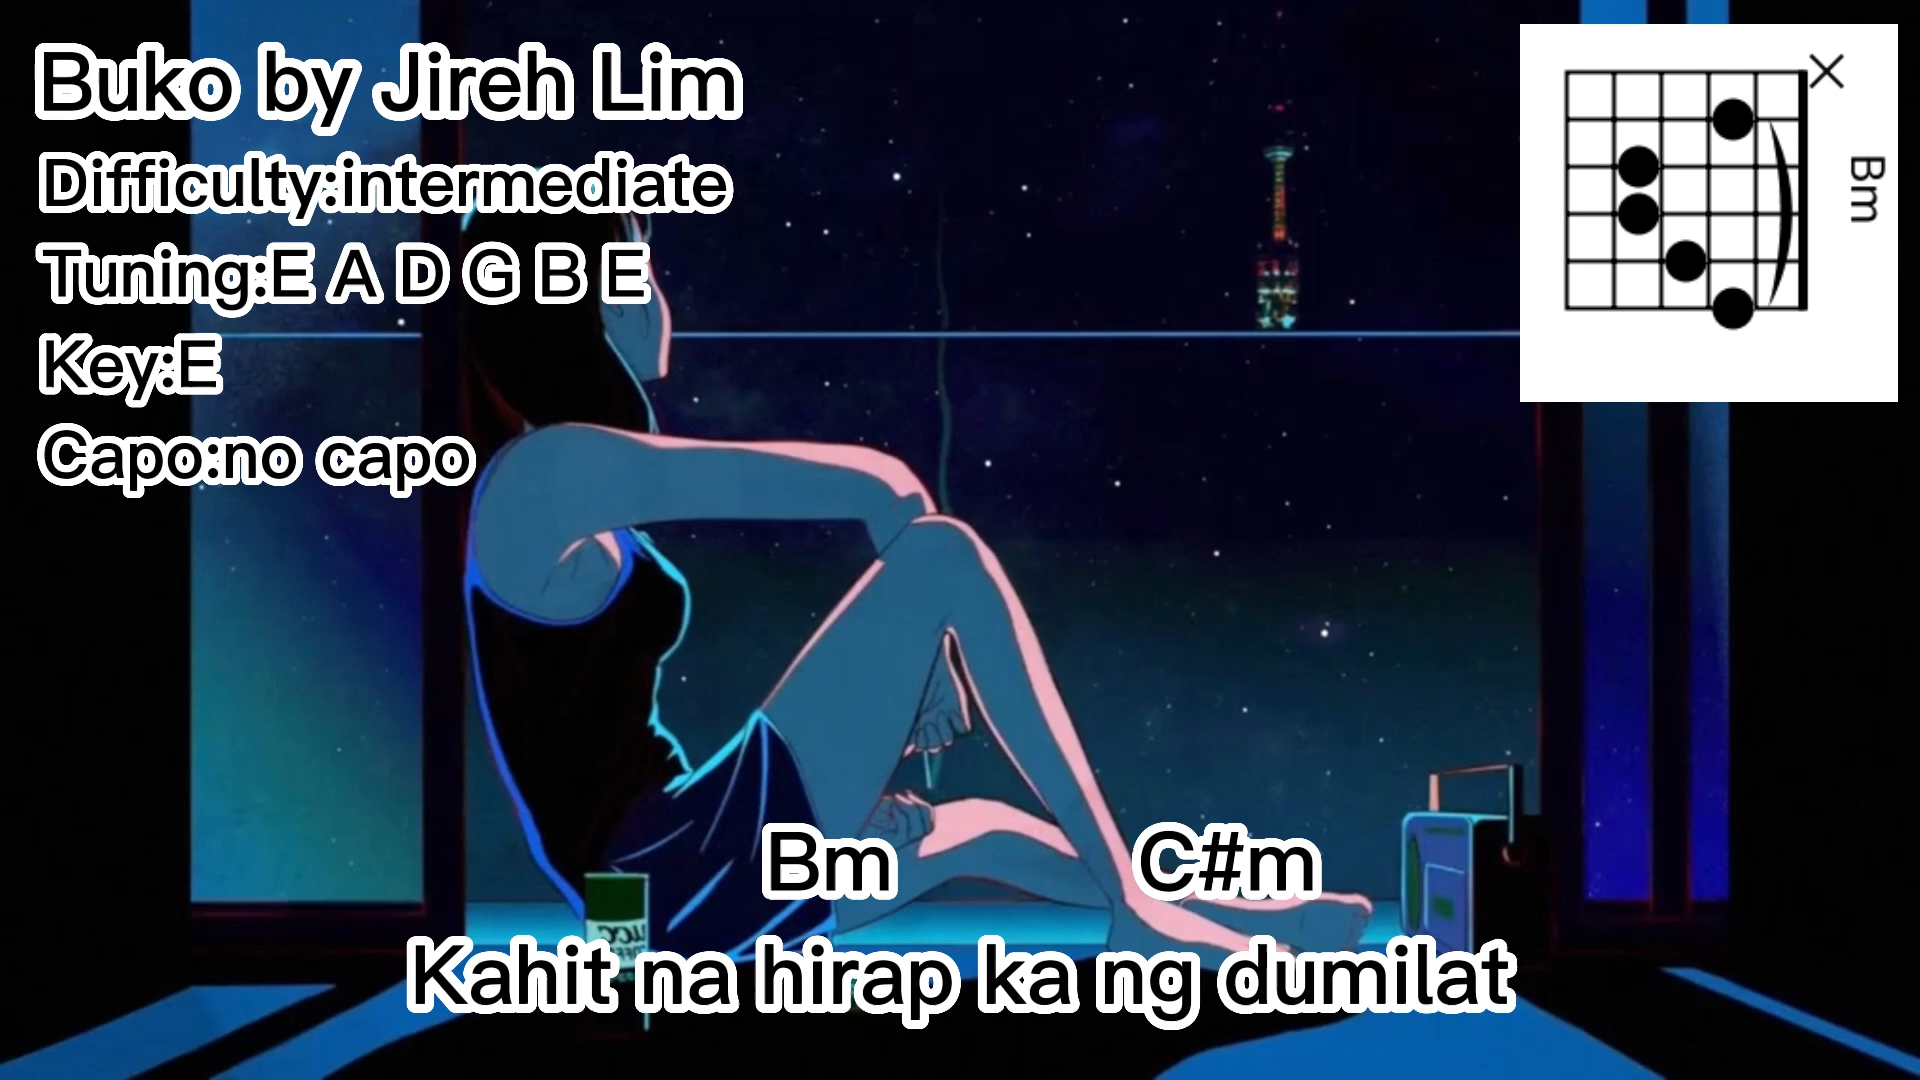 Buko by Jireh Lim
Difficulty:intermediate
Tuning:E A D G B E
Key:E
Capo:no capo
Bm
Bm C#m
Kahit na hirap ka ng dumilat
UCC